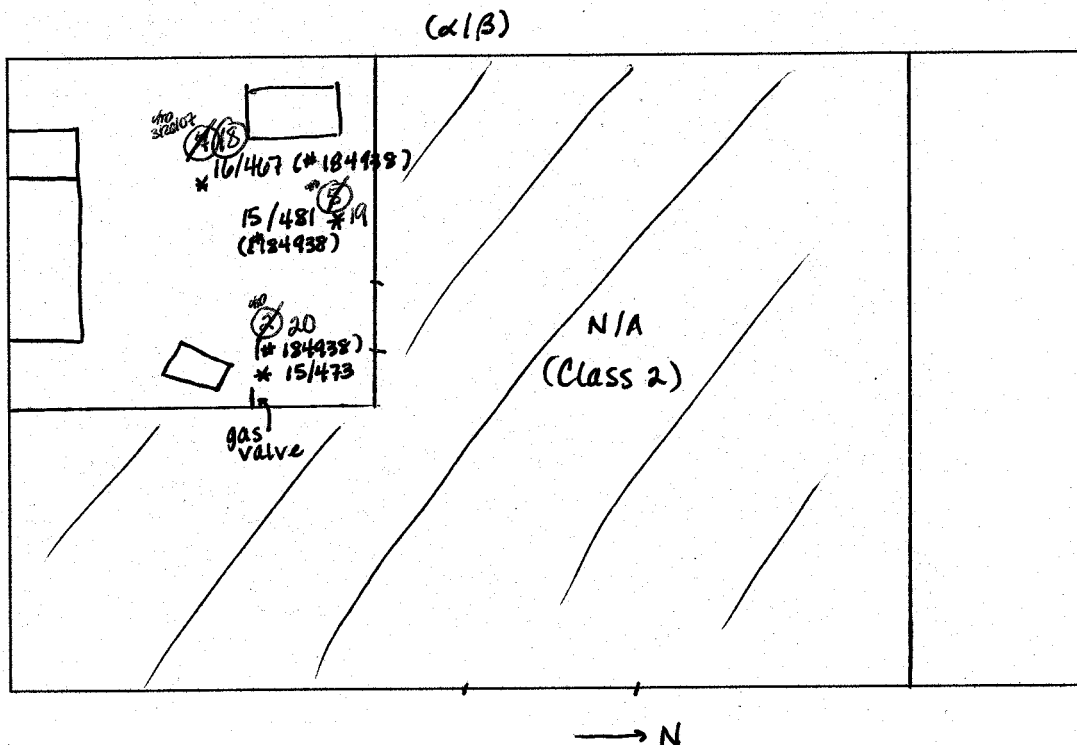 (α/β)
18
16/467 (#184938)
*
15/481 * 19
(#184938)
20
(#184938)
* 15/473
gas
valve
N/A
(Class 2)
→ N